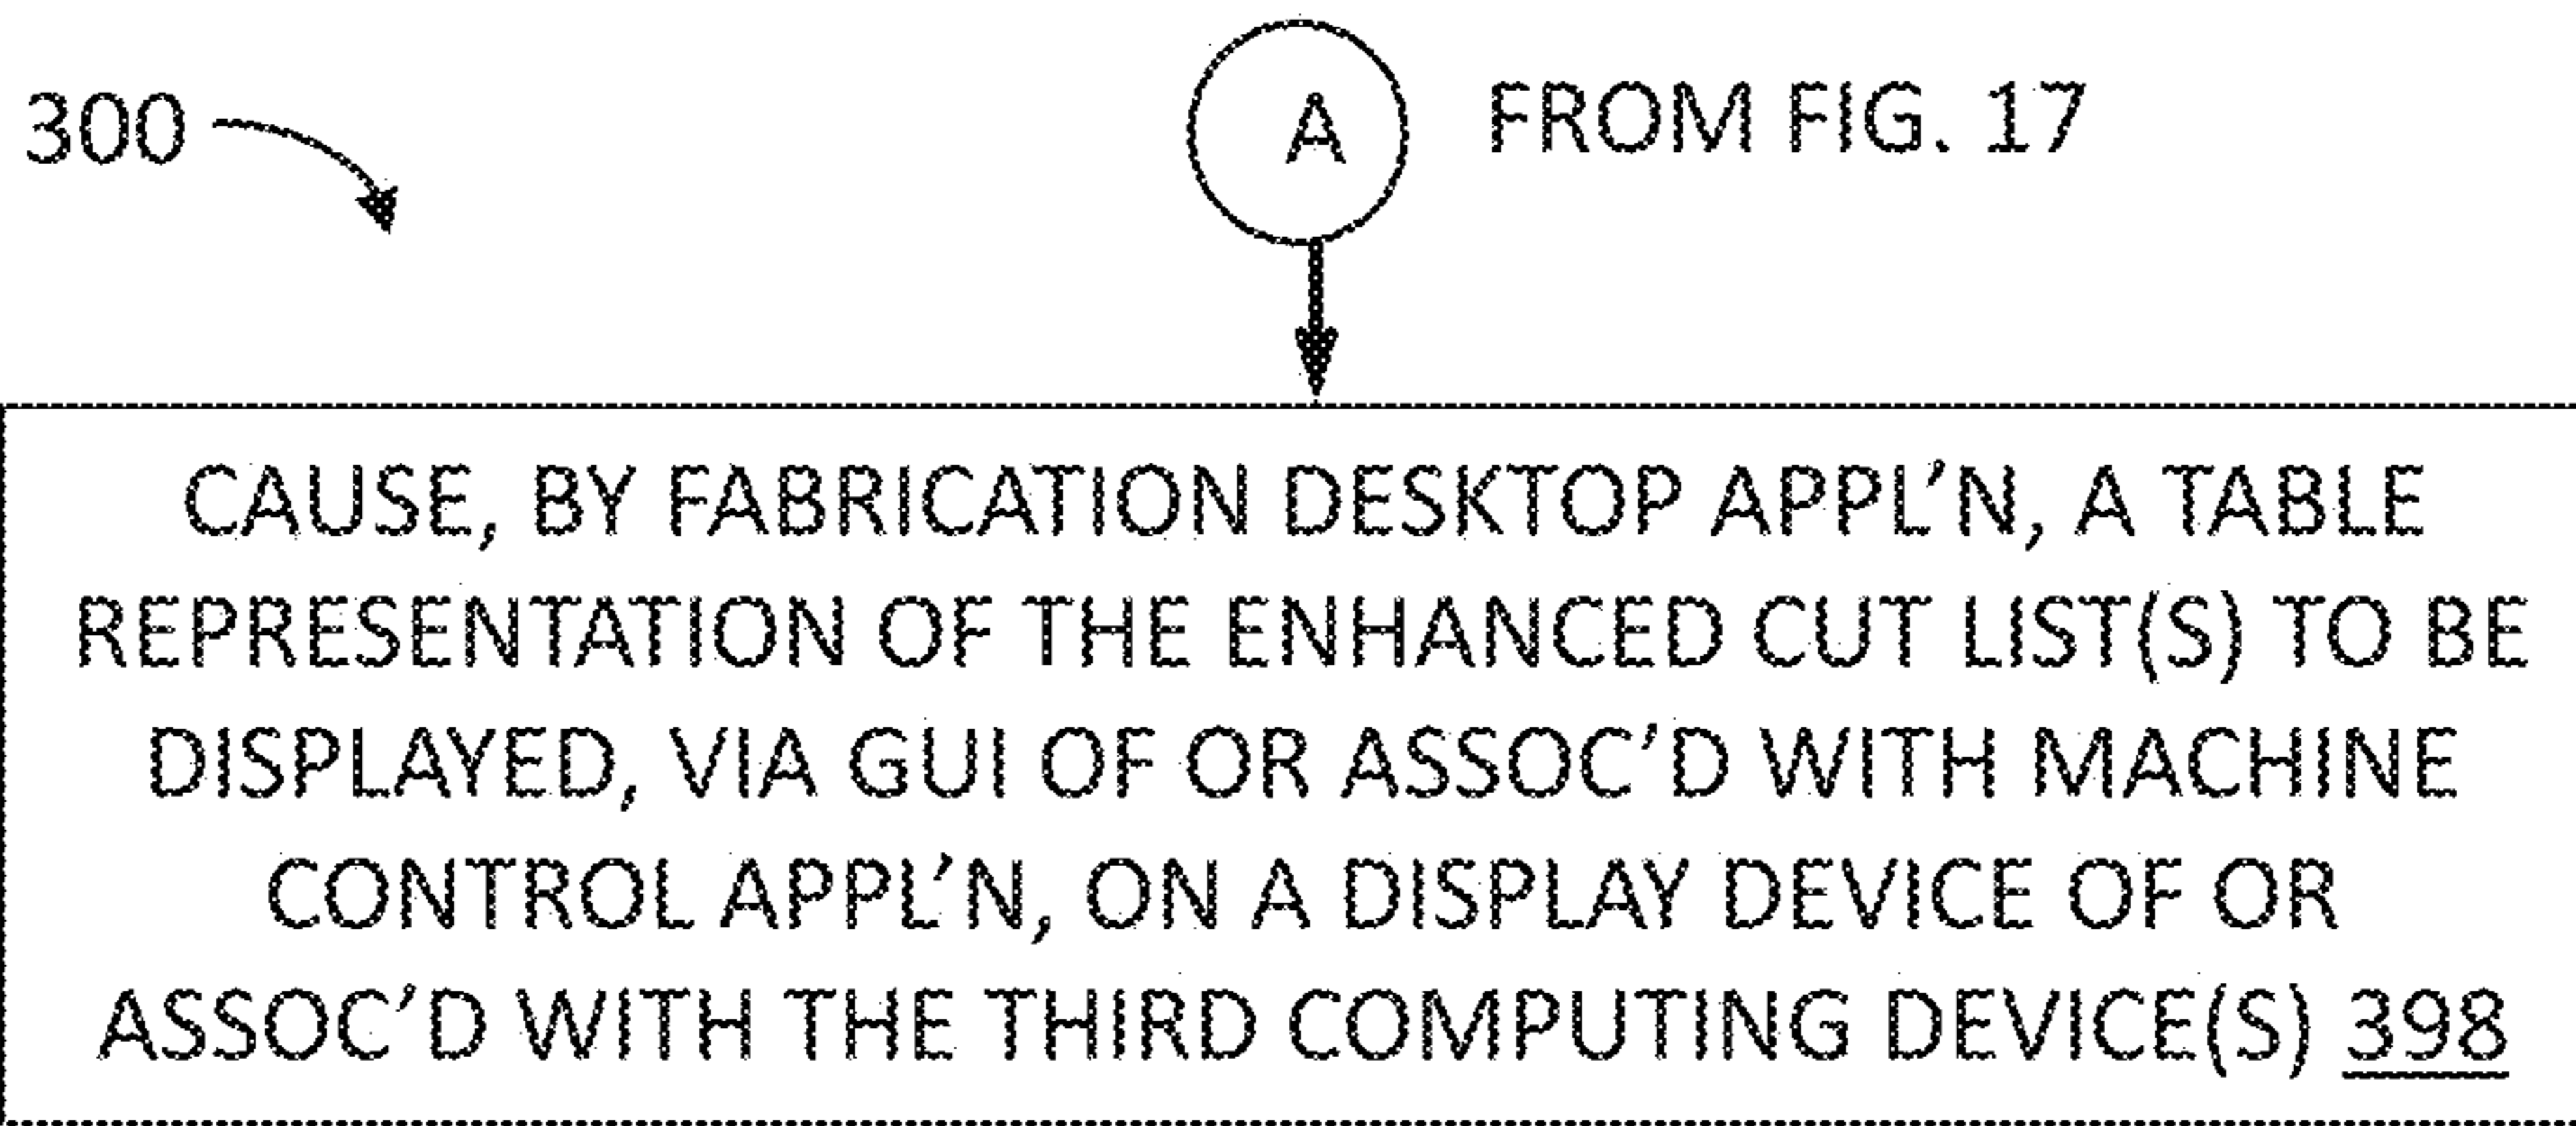 300
A
FROM FIG. 17
CAUSE, BY FABRICATION DESKTOP APPL’N, A TABLE
REPRESENTATION OF THE ENHANCED CUT LIST(S) TO BE
DISPLAYED, VIA GUI OF OR ASSOC’D WITH MACHINE
CONTROL APPL’N, ON A DISPLAY DEVICE OF OR
ASSOC’D WITH THE THIRD COMPUTING DEVICE(S) 398